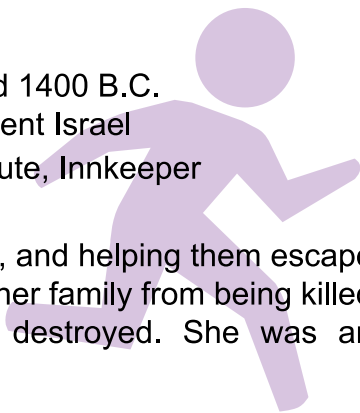 d 1400 B.C.
ent Israel
ute, Innkeeper
, and helping them escape
her family from being killed
destroyed. She was an